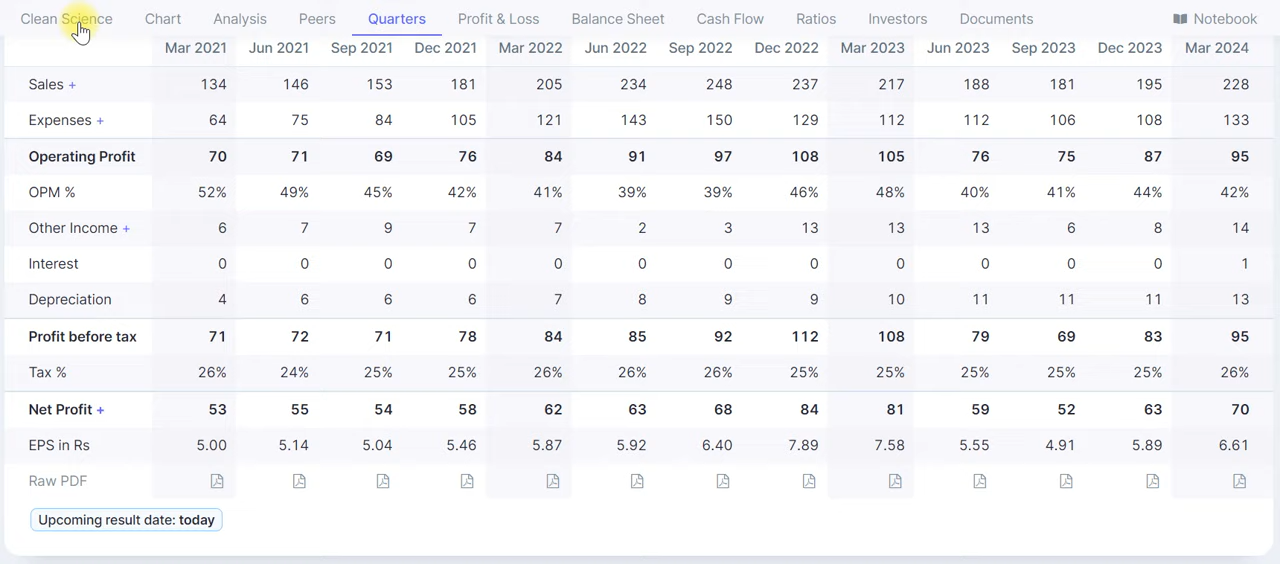 Clean Science Chart Analysis Peers Quarters Profit & Loss Balance Sheet Cash Flow Ratios Investors Documents Notebook
Mar 2021 Jun 2021 Sep 2021 Dec 2021 Mar 2022 Jun 2022 Sep 2022 Dec 2022 Mar 2023 Jun 2023 Sep 2023 Dec 2023 Mar 2024
Sales + 134 146 153 181 205 234 248 237 217 188 181 195 228
Expenses + 64 75 84 105 121 143 150 129 112 112 106 108 133
Operating Profit 70 71 69 76 84 91 97 108 105 76 75 87 95
OPM % 52% 49% 45% 42% 41% 39% 39% 46% 48% 40% 41% 44% 42%
Other Income + 6 7 9 7 7 2 3 13 13 13 6 8 14
Interest 0 0 0 0 0 0 0 0 0 0 0 0 1
Depreciation 4 6 6 6 7 8 9 9 10 11 11 11 13
Profit before tax 71 72 71 78 84 85 92 112 108 79 69 83 95
Tax % 26% 24% 25% 25% 26% 26% 26% 25% 25% 25% 25% 25% 26%
Net Profit + 53 55 54 58 62 63 68 84 81 59 52 63 70
EPS in Rs 5.00 5.14 5.04 5.46 5.87 5.92 6.40 7.89 7.58 5.55 4.91 5.89 6.61
Raw PDF
Upcoming result date: today